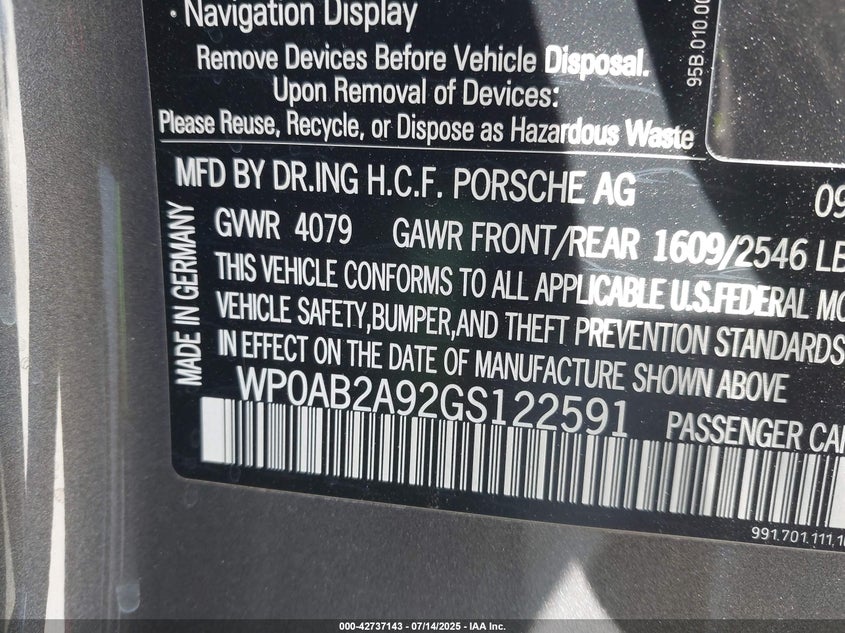 · Navigation Display
Remove Devices Before Vehicle Disposal.
Upon Removal of Devices:
Please Reuse, Recycle, or Dispose as Hazardous Waste
95B.010.00
MFD BY DR.ING H.C.F. PORSCHE AG 09
GVWR 4079 GAWR FRONT/REAR 1609/2546 LB
THIS VEHICLE CONFORMS TO ALL APPLICABLE U.S.FEDERAL MO
VEHICLE SAFETY,BUMPER,AND THEFT PREVENTION STANDARDS
IN EFFECT ON THE DATE OF MANUFACTURE SHOWN ABOVE
MADE IN GERMANY
WP0AB2A92GS122591 PASSENGER CAR
991.701.111.10
000-42737143 / 07/14/2025 - IAA Inc.